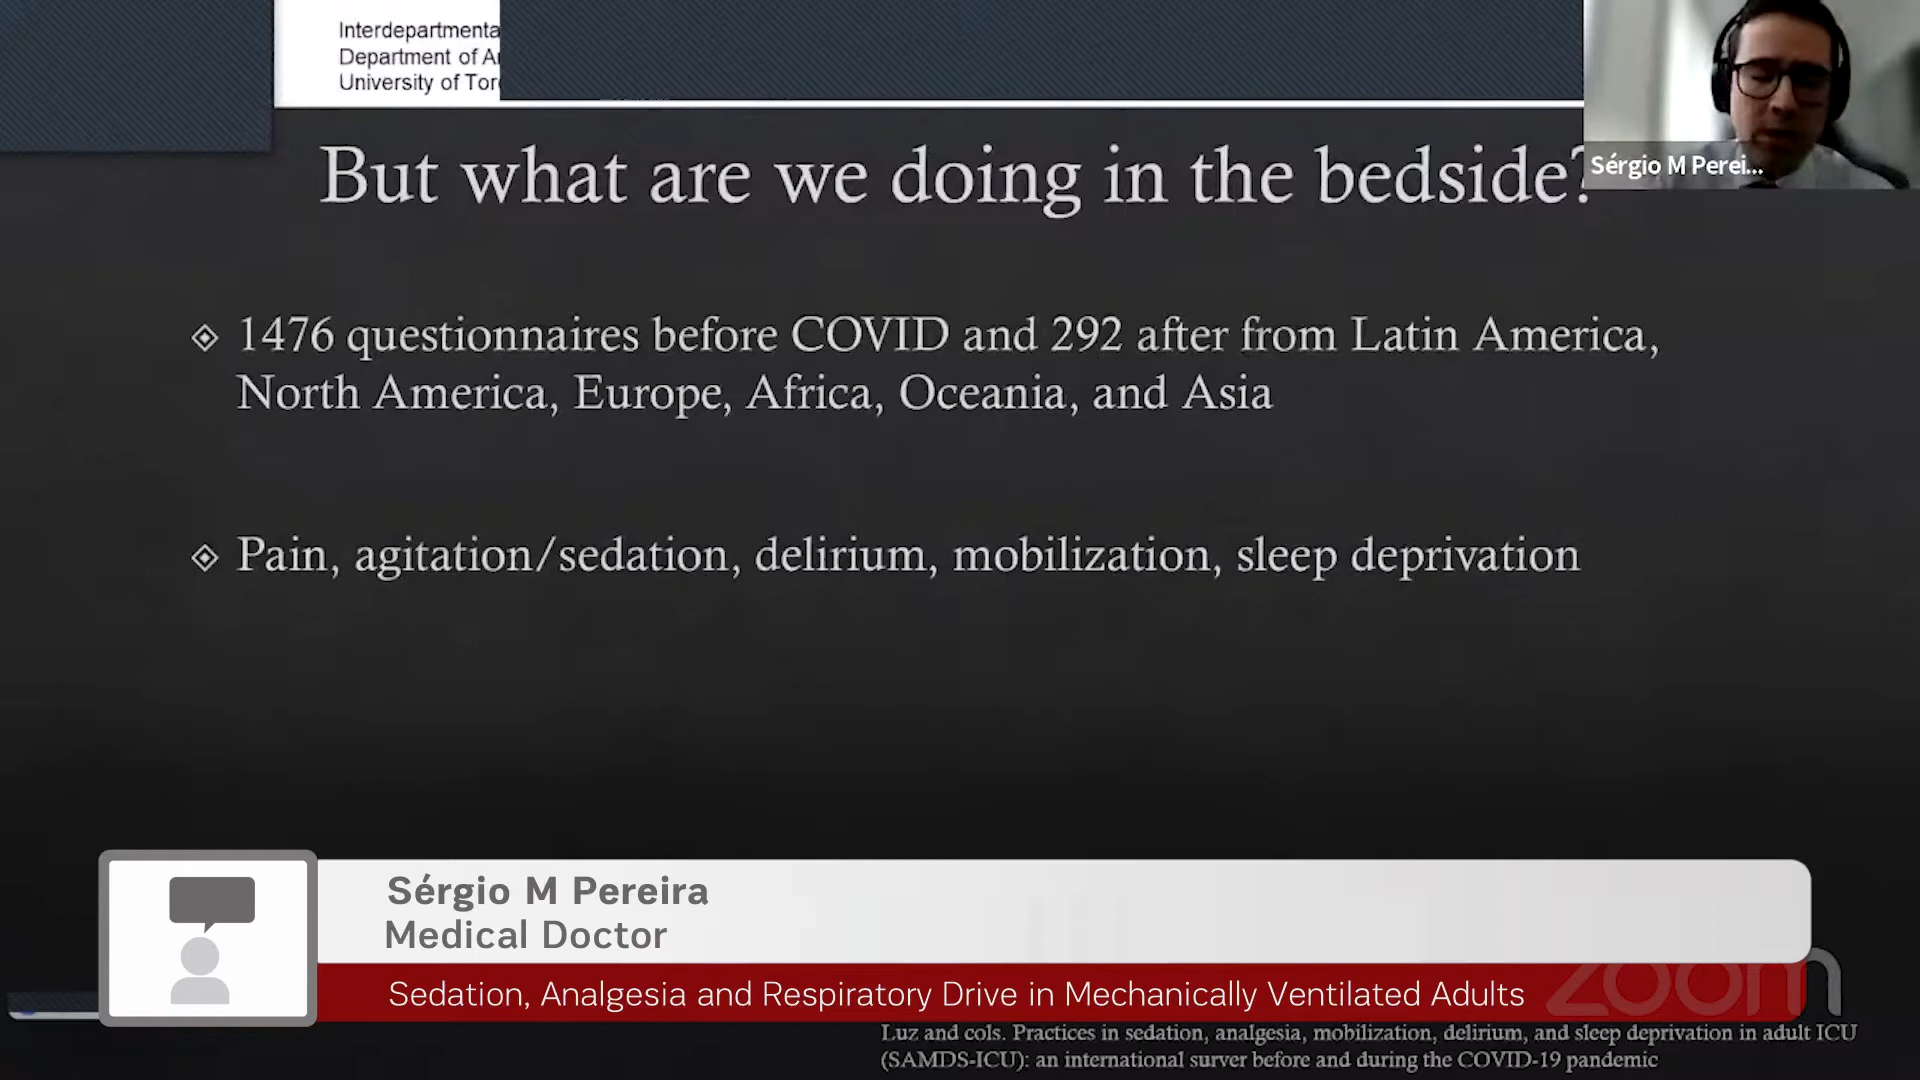 Interdepartmenta
Department of A
University of Tor
But what are we doing in the bedside?
Sérgio M Perei...
1476 questionnaires before COVID and 292 after from Latin America,
North America, Europe, Africa, Oceania, and Asia
Pain, agitation/sedation, delirium, mobilization, sleep deprivation
Sérgio M Pereira
Medical Doctor
Sedation, Analgesia and Respiratory Drive in Mechanically Ventilated Adults
zoom
Luz and cols. Practices in sedation, analgesia, mobilization, delirium, and sleep deprivation in adult ICU
(SAMDS-ICU): an international surver before and during the COVID-19 pandemic